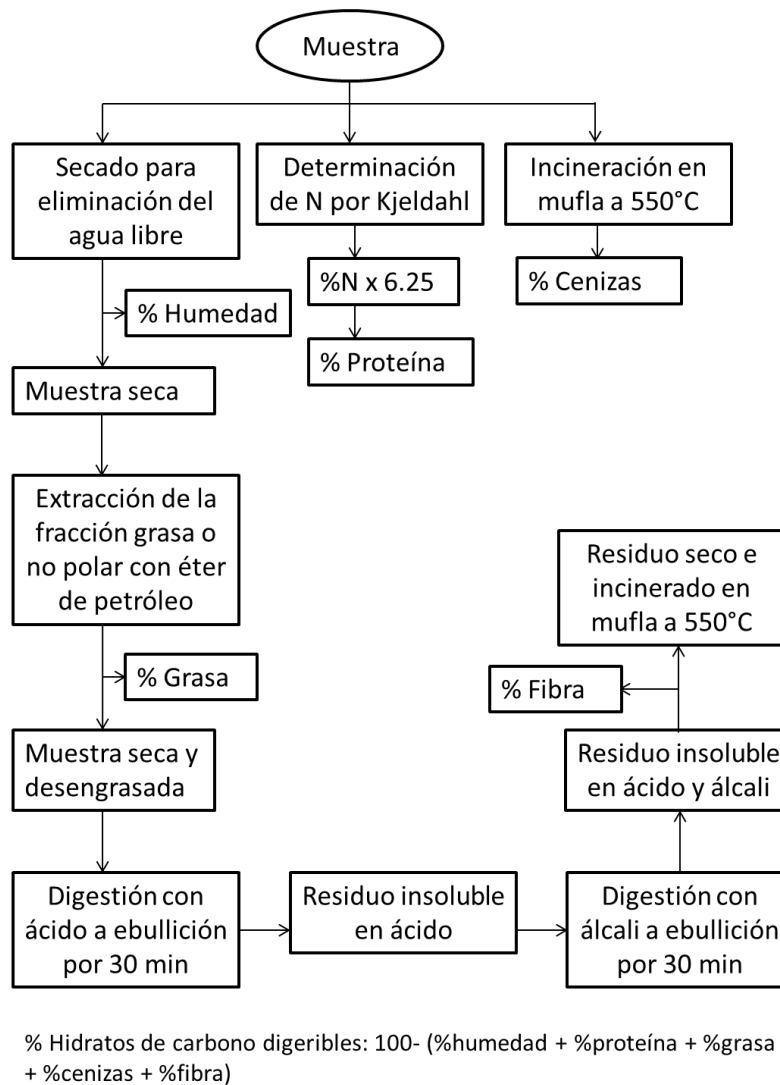 Muestra
Secado para
eliminación del
agua libre
Determinación
de N por Kjeldahl
Incineración en
mufla a 550°C
%N x 6.25
% Cenizas
% Humedad
% Proteína
Muestra seca
Extracción de la
fracción grasa o
no polar con éter
de petróleo
% Grasa
Muestra seca y
desengrasada
Digestión con
ácido a ebullición
por 30 min
Residuo insoluble
en ácido
Digestión con
álcali a ebullición
por 30 min
Residuo insoluble
en ácido y álcali
% Fibra
Residuo seco e
incinerado en
mufla a 550°C
% Hidratos de carbono digeribles: 100- (%humedad + %proteína + %grasa
+ %cenizas + %fibra)